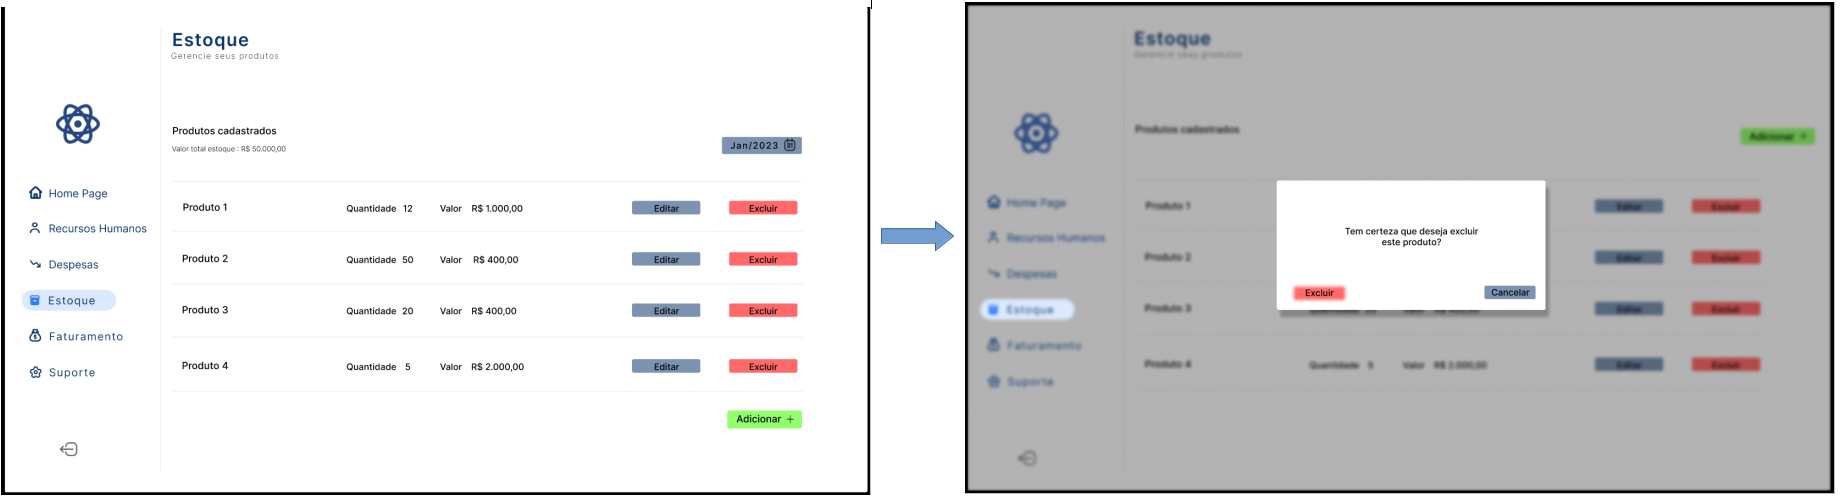 Estoque
Gerencie seus produtos
Produtos cadastrados
Valor total estoque : R$ 50.000,00
Jan/2023
Home Page
Recursos Humanos
Despesas
Estoque
Faturamento
Suporte
Produto 1 Quantidade 12 Valor R$ 1.000,00 Editar Excluir
Produto 2 Quantidade 50 Valor R$ 400,00 Editar Excluir
Produto 3 Quantidade 20 Valor R$ 400,00 Editar Excluir
Produto 4 Quantidade 5 Valor R$ 2.000,00 Editar Excluir
Adicionar +
Estoque
Gerencie seus produtos
Produtos cadastrados
Adicionar +
Home Page
Recursos Humanos
Despesas
Estoque
Faturamento
Suporte
Produto 1 Editar Excluir
Produto 2 Editar Excluir
Produto 3 Editar Excluir
Produto 4 Quantidade 5 Valor R$ 2.000,00 Editar Excluir
Tem certeza que deseja excluir
este produto?
Excluir
Cancelar